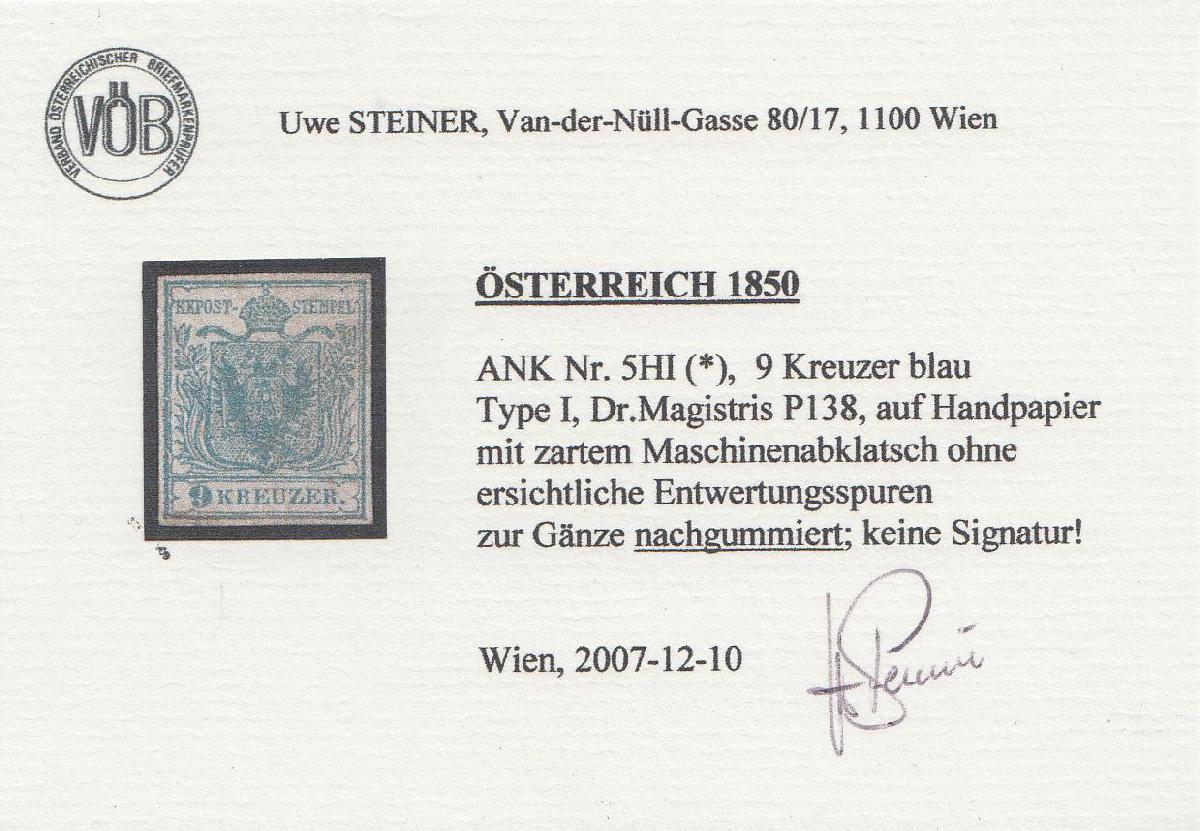 VERBAND ÖSTERREICHISCHER BRIEFMARKENPRÜFER
VÖB
Uwe STEINER, Van-der-Nüll-Gasse 80/17, 1100 Wien
KKPOST-STEMPEL
9 KREUZER.
ÖSTERREICH 1850
ANK Nr. 5HI (*), 9 Kreuzer blau
Type I, Dr.Magistris P138, auf Handpapier
mit zartem Maschinenabklatsch ohne
ersichtliche Entwertungsspuren
zur Gänze nachgummiert; keine Signatur!
Wien, 2007-12-10